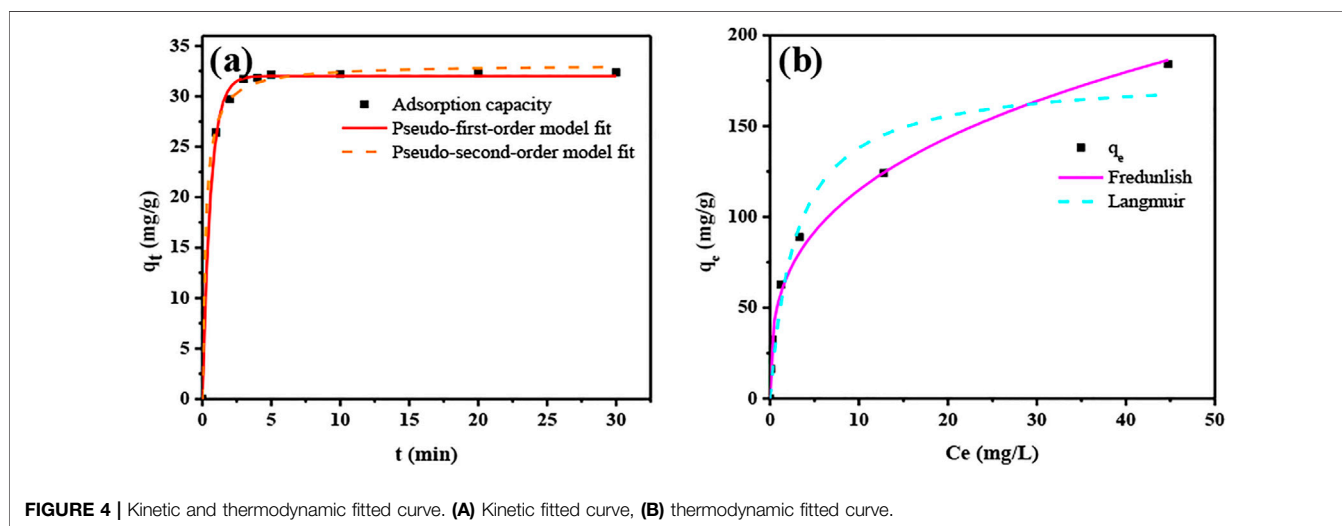 (a)
35
30
25
20
15
10
5
0
qt (mg/g)
Adsorption capacity
Pseudo-first-order model fit
Pseudo-second-order model fit
0 5 10 15 20 25 30
t (min)
(b)
200
150
100
50
0
qe (mg/g)
qe
Fredunlish
Langmuir
0 10 20 30 40 50
Ce (mg/L)
FIGURE 4 | Kinetic and thermodynamic fitted curve. (A) Kinetic fitted curve, (B) thermodynamic fitted curve.